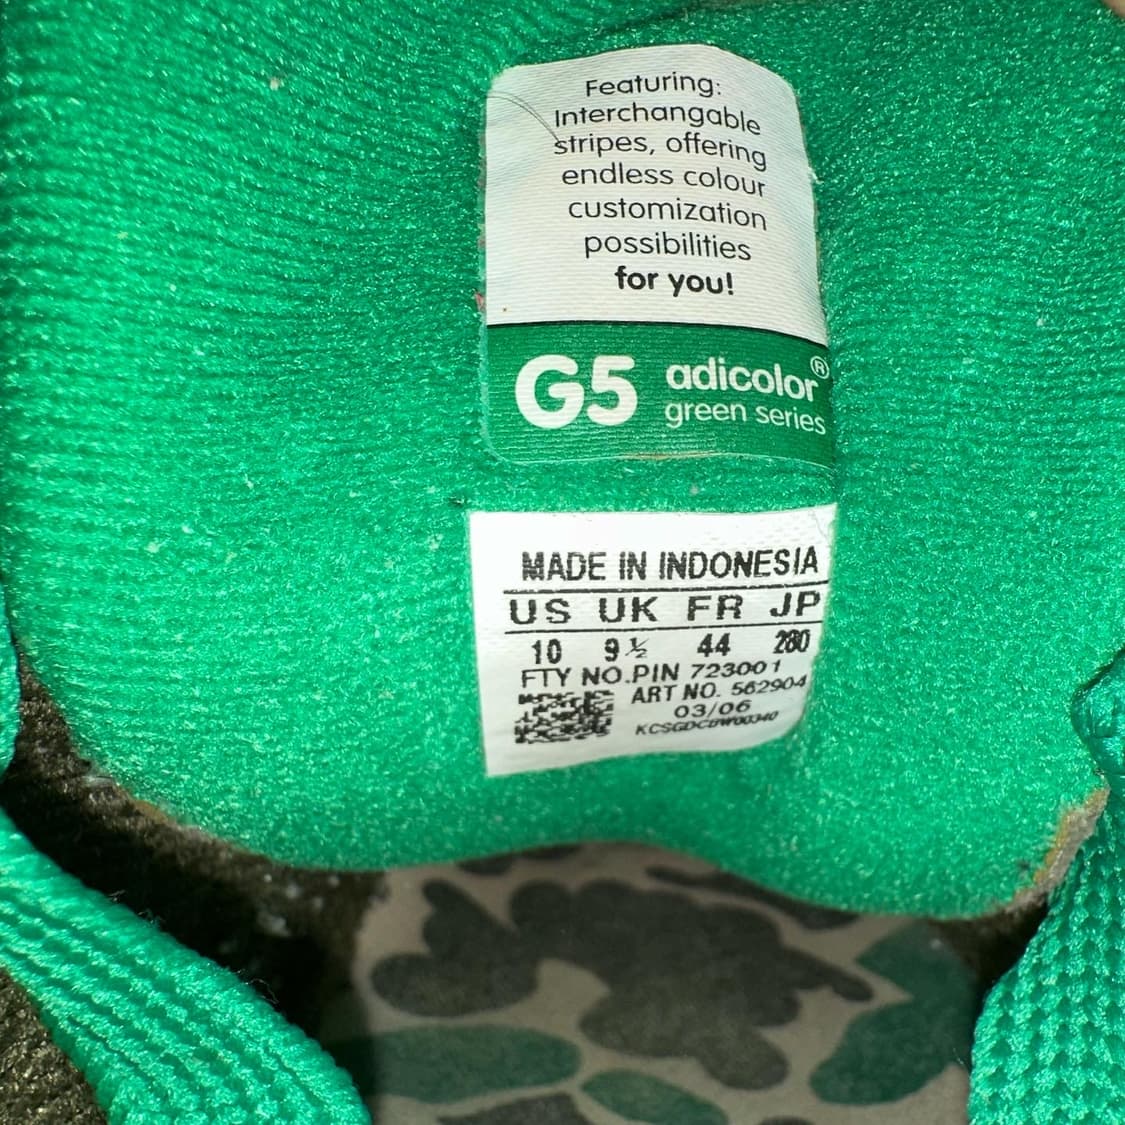 Featuring:
Interchangable
stripes, offering
endless colour
customization
possibilities
for you!
G5 adicolor®
green series
MADE IN INDONESIA
US UK FR JP
10 9½ 44 280
FTY NO.PIN 723001
ART NO. 562904
03/06
KCSGDCBW00340